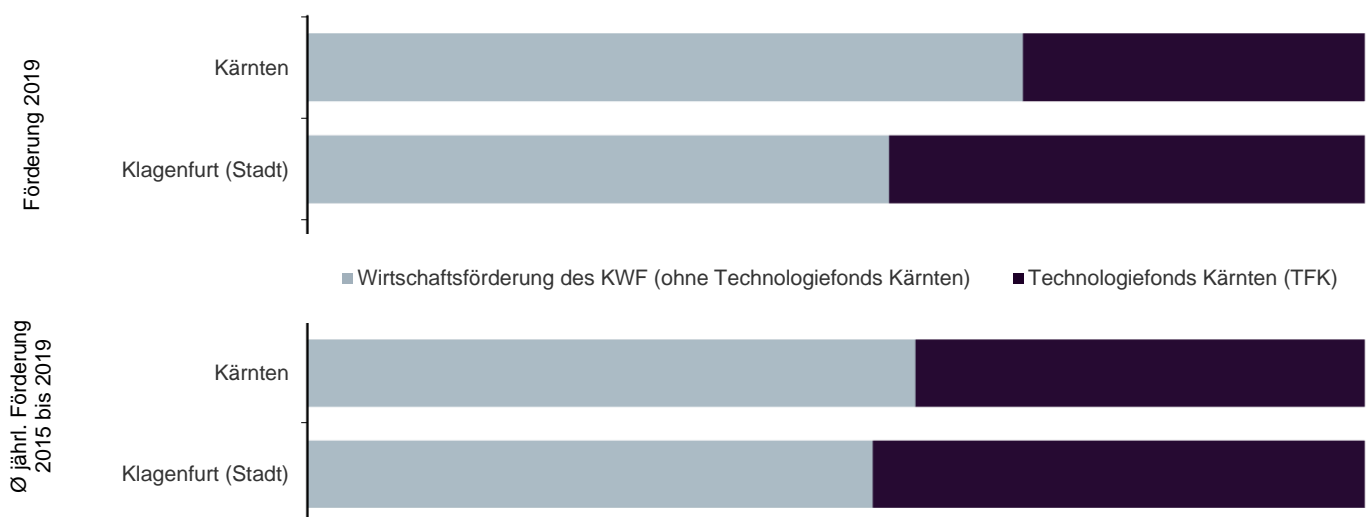 Förderung 2019
Kärnten
Klagenfurt (Stadt)
Wirtschaftsförderung des KWF (ohne Technologiefonds Kärnten) Technologiefonds Kärnten (TFK)
Ø jährl. Förderung
2015 bis 2019
Kärnten
Klagenfurt (Stadt)